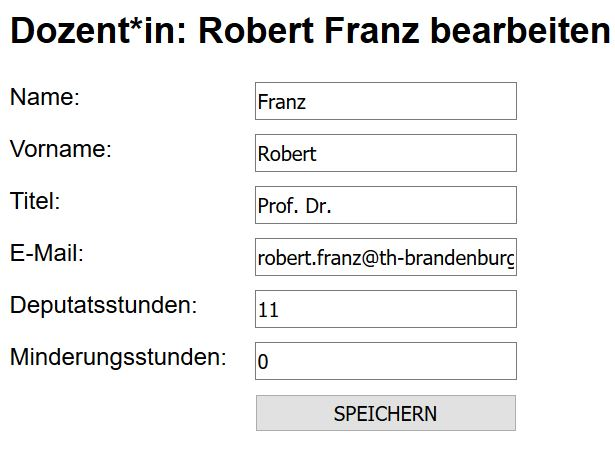 Dozent*in: Robert Franz bearbeiten
Name: Franz
Vorname: Robert
Titel: Prof. Dr.
E-Mail: robert.franz@th-brandenburg
Deputatsstunden: 11
Minderungsstunden: 0
SPEICHERN